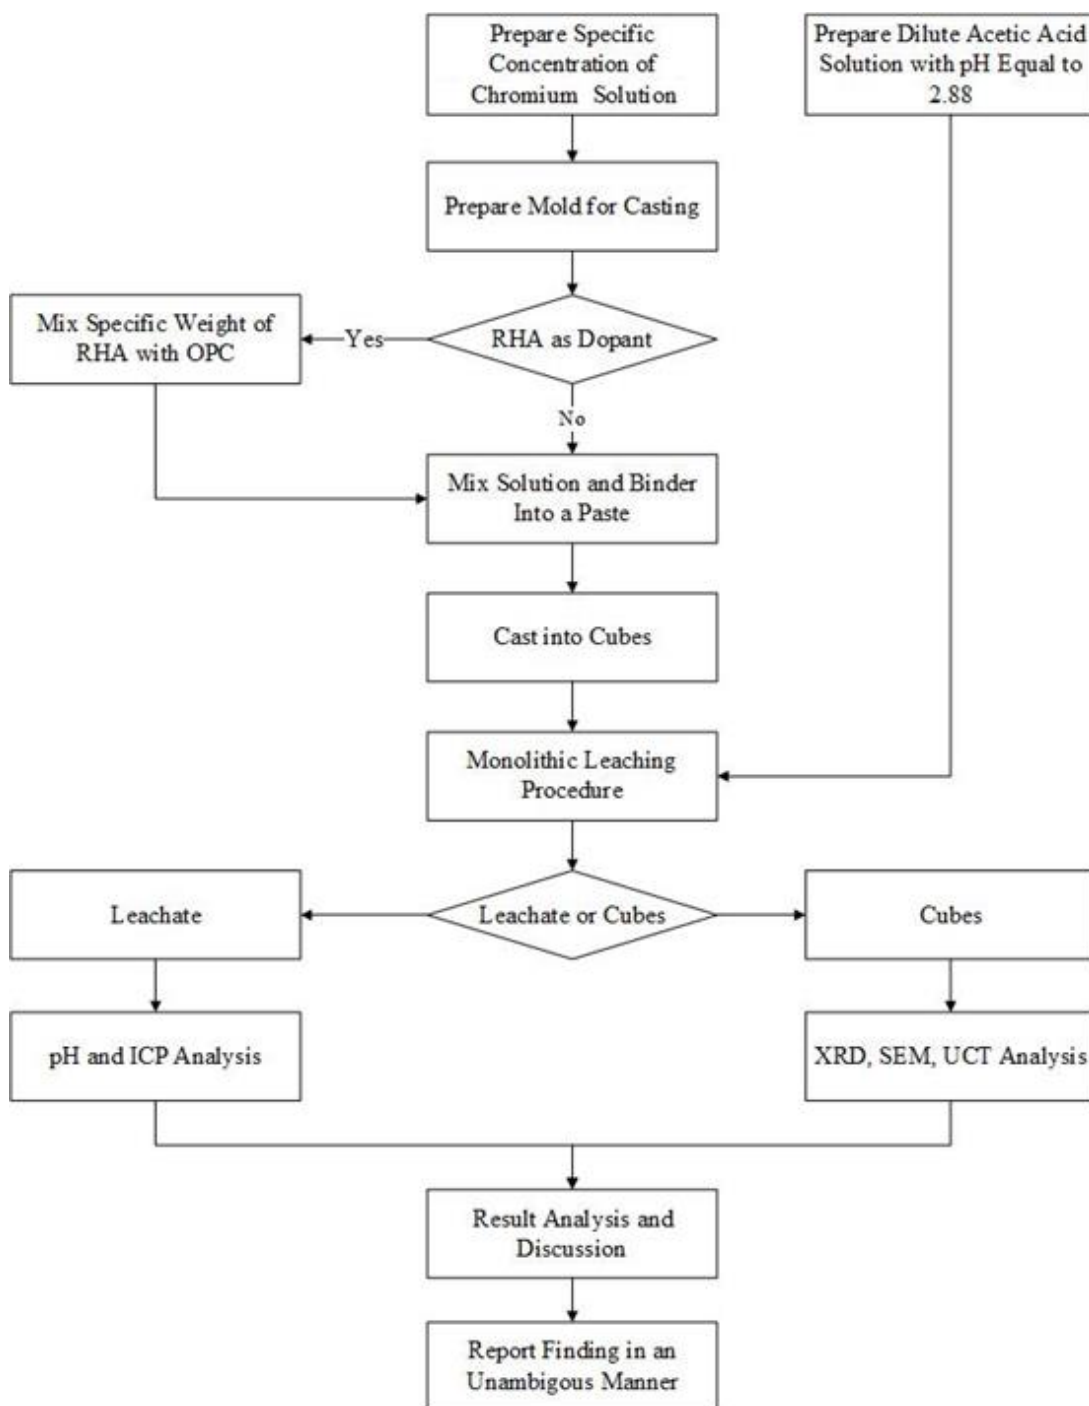 Prepare Specific
Concentration of
Chromium Solution
Prepare Dilute Acetic Acid
Solution with pH Equal to
2.88
Prepare Mold for Casting
Mix Specific Weight of
RHA with OPC
Yes
RHA as Dopant
No
Mix Solution and Binder
Into a Paste
Cast into Cubes
Monolithic Leaching
Procedure
Leachate
Leachate or Cubes
Cubes
pH and ICP Analysis
XRD, SEM, UCT Analysis
Result Analysis and
Discussion
Report Finding in an
Unambigous Manner